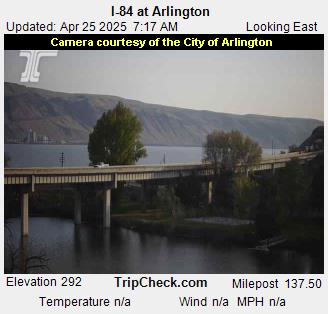 I-84 at Arlington
Updated: Apr 25 2025 7:17 AM Looking East
Camera courtesy of the City of Arlington
Elevation 292 TripCheck.com Milepost 137.50
Temperature n/a Wind n/a MPH n/a